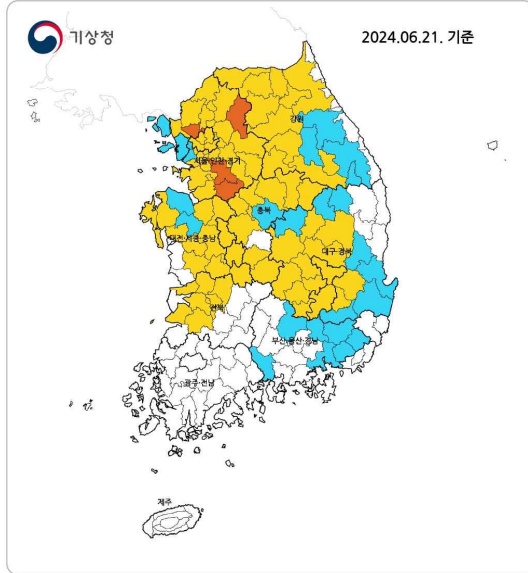 기상청
2024.06.21. 기준
강원
서울·인천·경기
충북
대전·세종·충남
대구·경북
전북
부산·울산·경남
광주·전남
제주